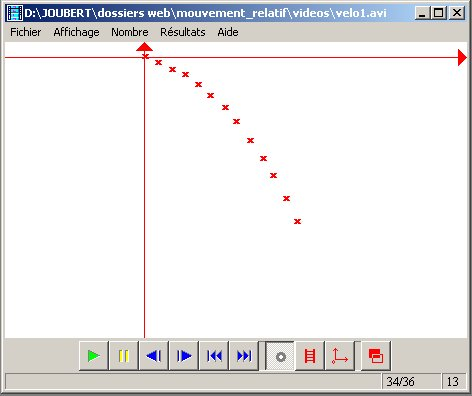 D:\JOUBERT\dossiers web\mouvement_relatif\videos\velo1.avi
Fichier Affichage Nombre Résultats Aide
34/36 13